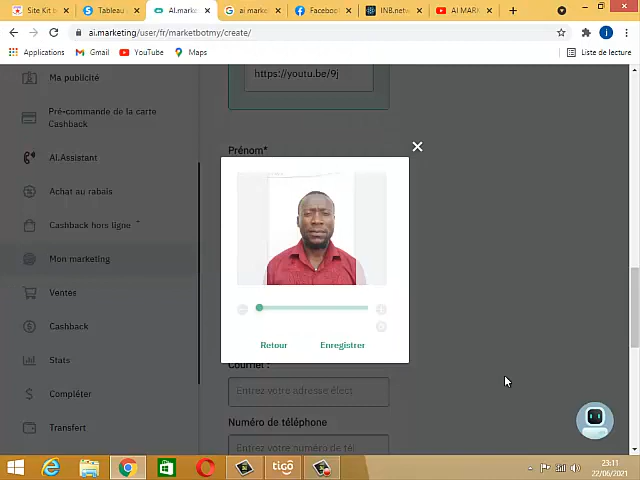 Site Kit b
Tableau
AI.marke
ai marke
Facebook
INB.netw
AI MARK
ai.marketing/user/fr/marketbotmy/create/
Applications
Gmail
YouTube
Maps
Liste de lecture
Ma publicité
Pré-commande de la carte
Cashback
AI.Assistant
Achat au rabais
Cashback hors ligne
Mon marketing
Ventes
Cashback
Stats
Compléter
Transfert
https://youtu.be/9j
Prénom*
Retour
Enregistrer
Courriel :
Entrez votre adresse élect
Numéro de téléphone
Entrez votre numéro de tél
tigo
23:11
22/06/2021